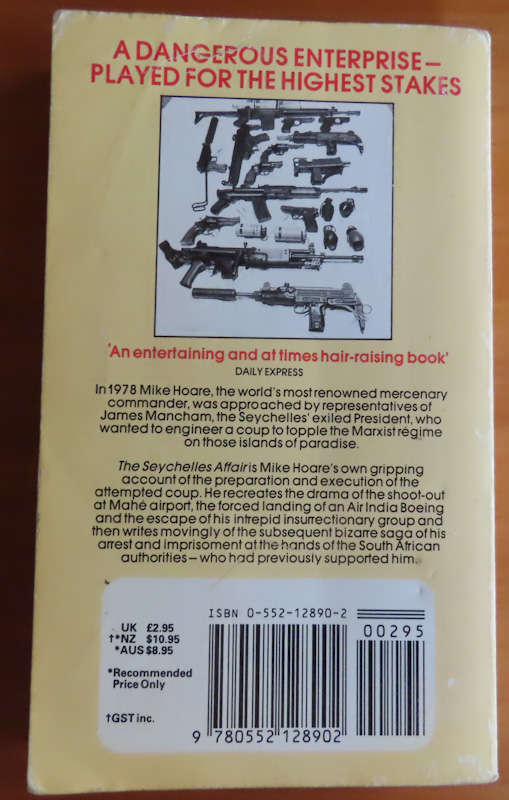 A DANGEROUS ENTERPRISE—
PLAYED FOR THE HIGHEST STAKES
'An entertaining and at times hair-raising book'
DAILY EXPRESS
In 1978 Mike Hoare, the world's most renowned mercenary
commander, was approached by representatives of
James Mancham, the Seychelles' exiled President, who
wanted to engineer a coup to topple the Marxist régime
on those islands of paradise.
The Seychelles Affair is Mike Hoare's own gripping
account of the preparation and execution of the
attempted coup. He recreates the drama of the shoot-out
at Mahé airport, the forced landing of an Air India Boeing
and the escape of his intrepid insurrectionary group and
then writes movingly of the subsequent bizarre saga of his
arrest and imprisoment at the hands of the South African
authorities – who had previously supported him.
UK £2.95
†*NZ $10.95
*AUS $8.95
*Recommended
Price Only
†GST inc.
ISBN 0-552-12890-2
00295
9 780552 128902